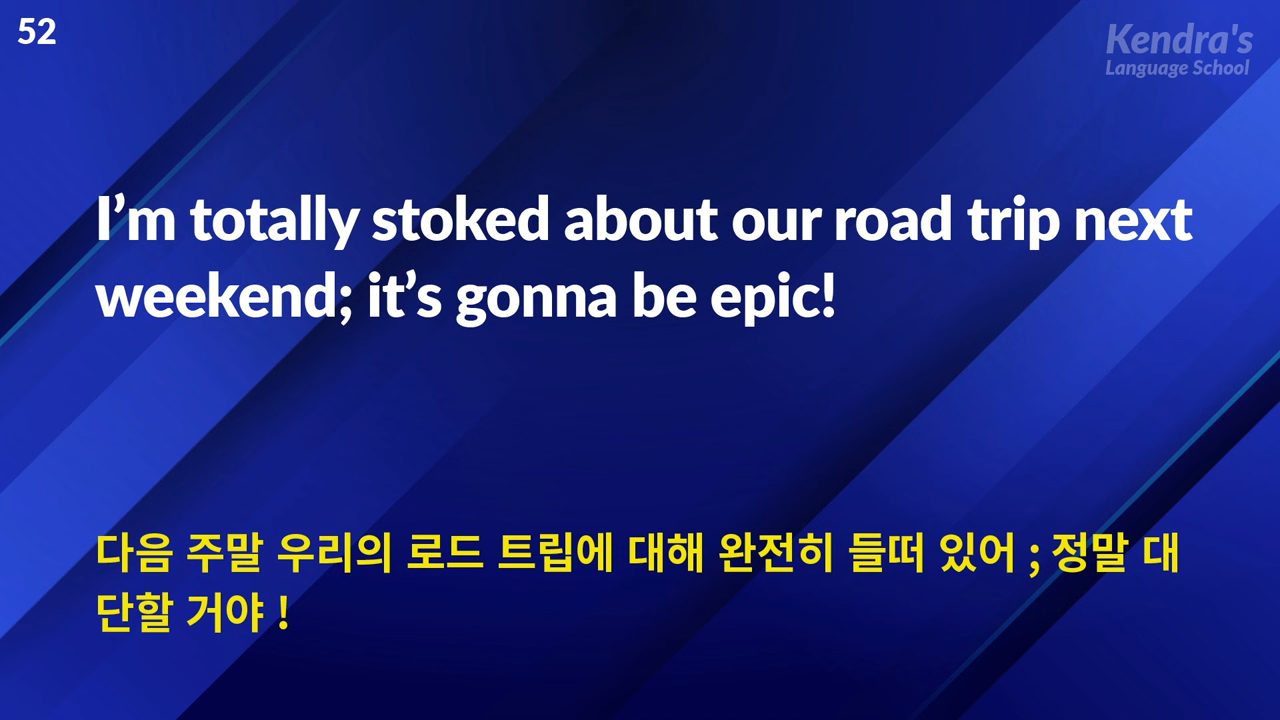 52
Kendra's
Language School
I’m totally stoked about our road trip next
weekend; it’s gonna be epic!
다음 주말 우리의 로드 트립에 대해 완전히 들떠 있어 ; 정말 대
단할 거야 !